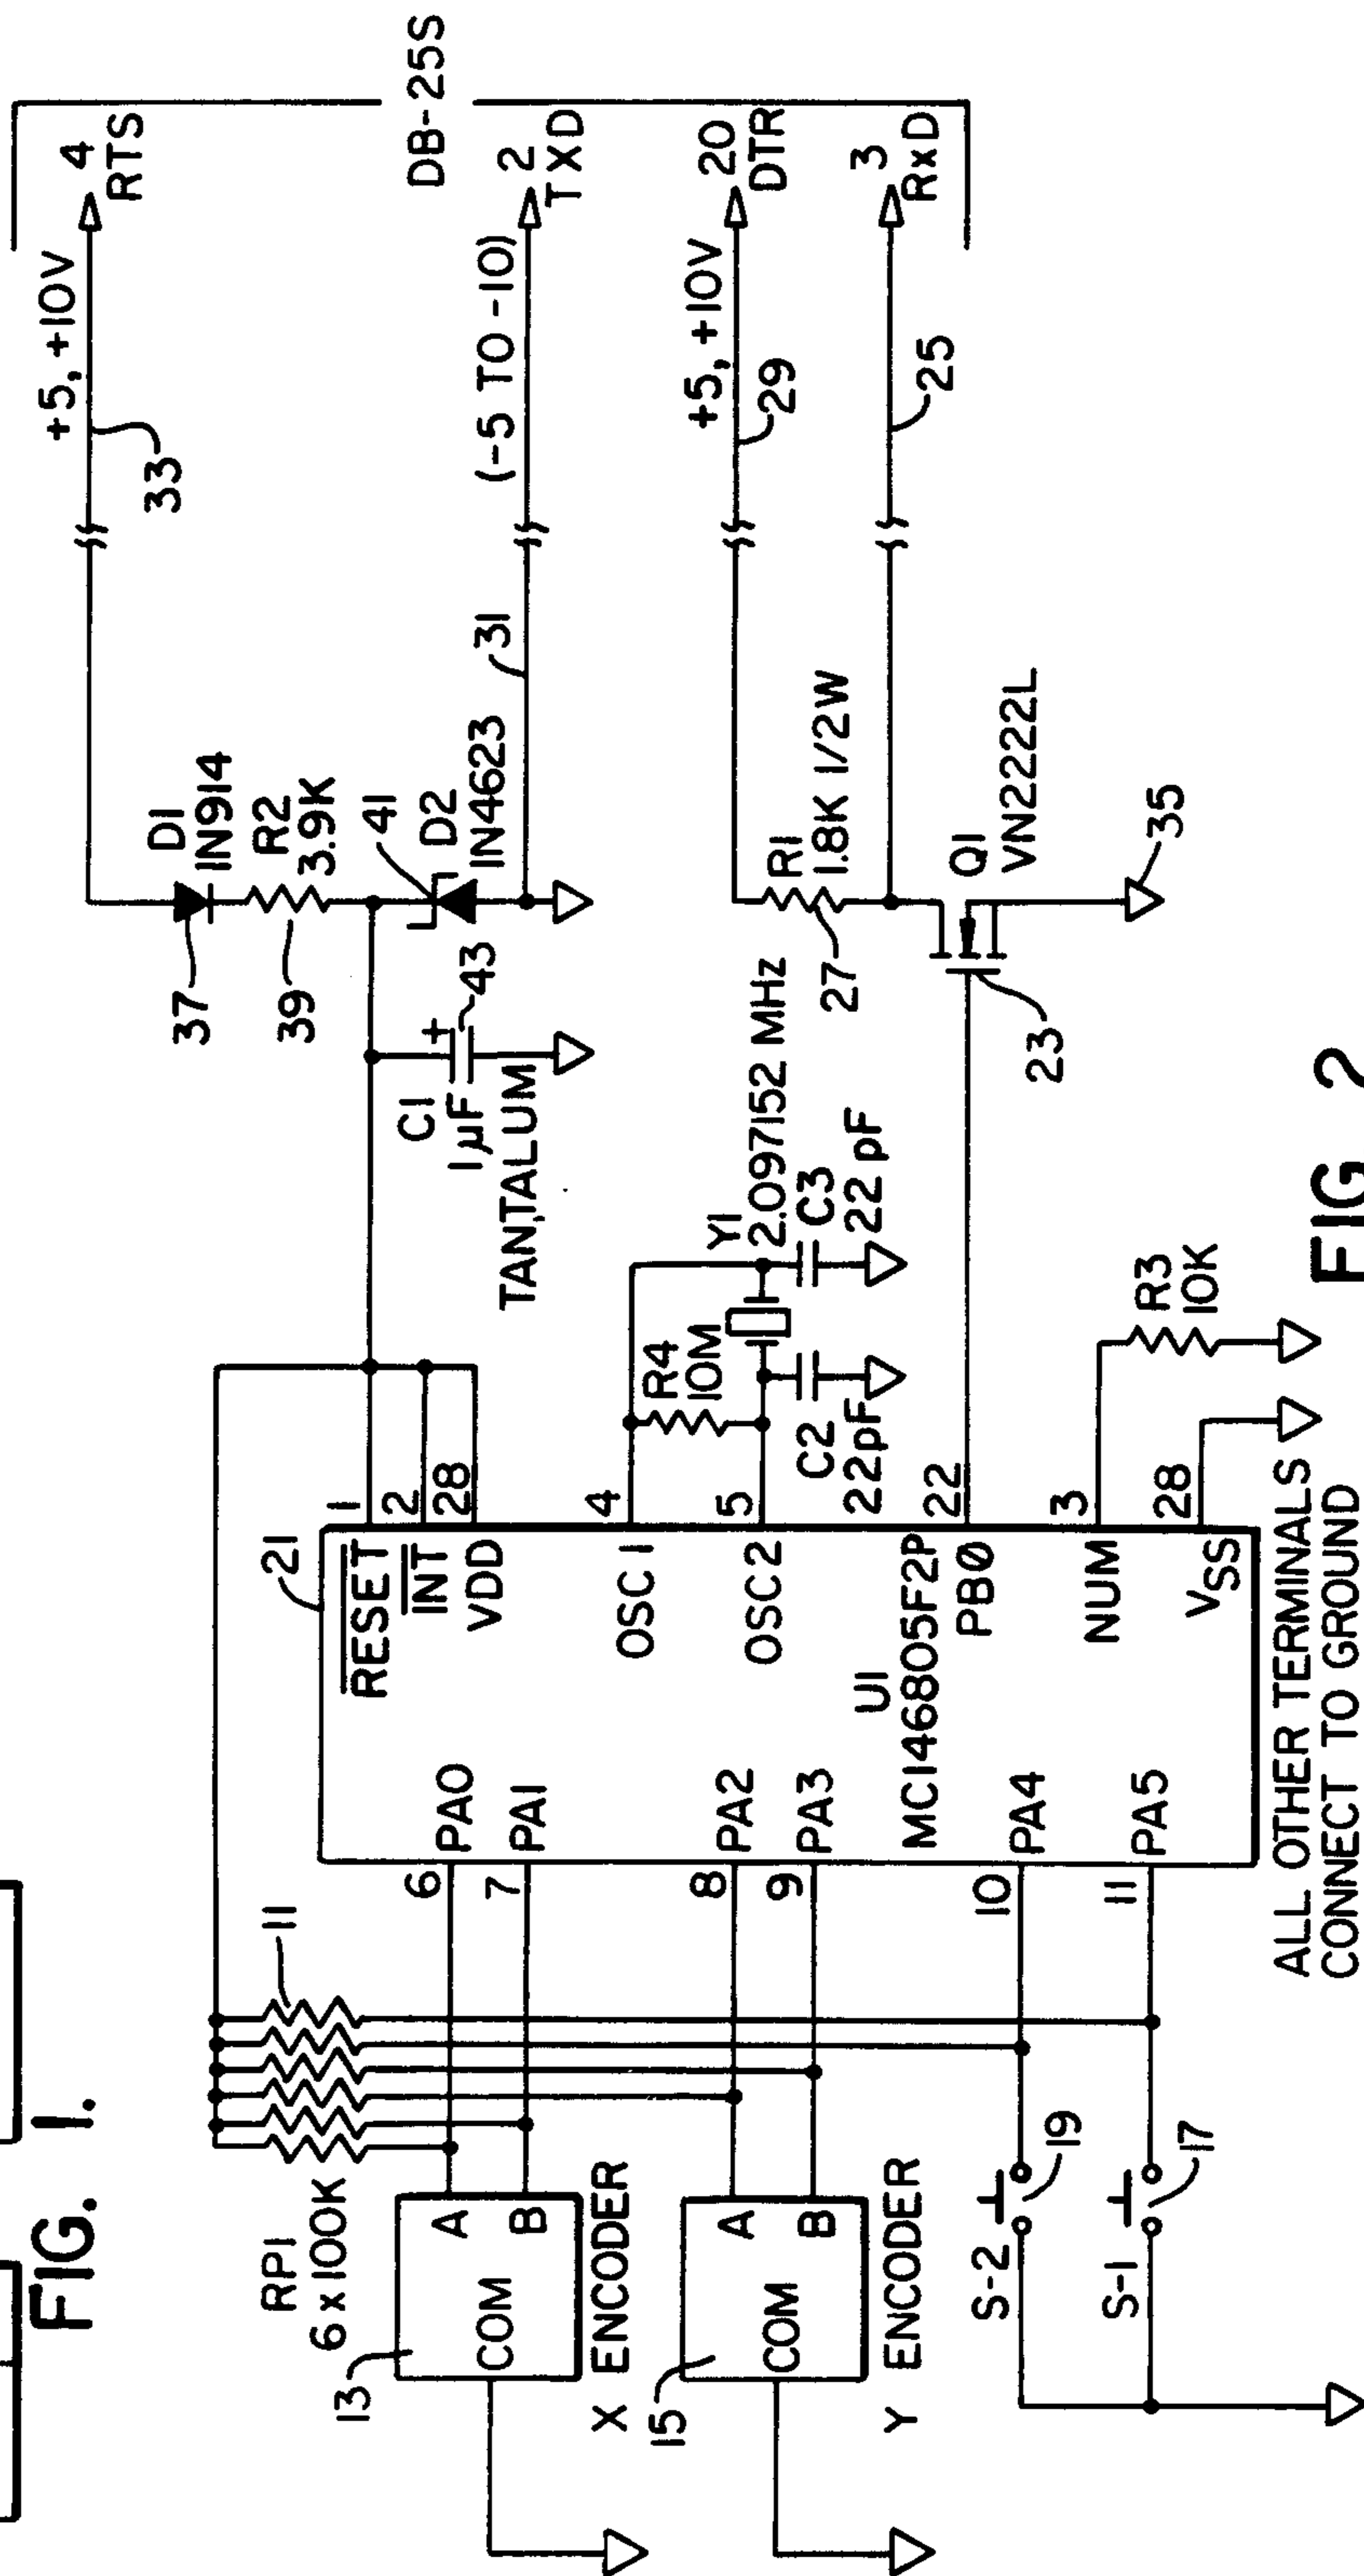 FIG. 1.
RP1
6 x 100K
11
13
COM
A
B
X ENCODER
15
COM
A
B
Y ENCODER
S-2
19
S-1
17
6
7
8
9
10
11
21
PA0
PA1
PA2
PA3
PA4
PA5
U1
MC146805F2P
RESET
INT
VDD
OSC1
OSC2
PB0
NUM
VSS
1
2
28
4
5
22
3
28
ALL OTHER TERMINALS
CONNECT TO GROUND
R4
10M
Y1
2.097152 MHz
C2
22pF
C3
22 pF
R3
10K
C1
1µF
TANTALUM
43
37
D1
IN914
39
R2
3.9K
41
D2
IN4623
31
27
R1
1.8K 1/2W
Q1
VN2222L
23
35
+5, +10V
33
4
RTS
(-5 TO -10)
2
TXD
DB-25S
+5, +10V
29
20
DTR
25
3
RxD
FIG. 2